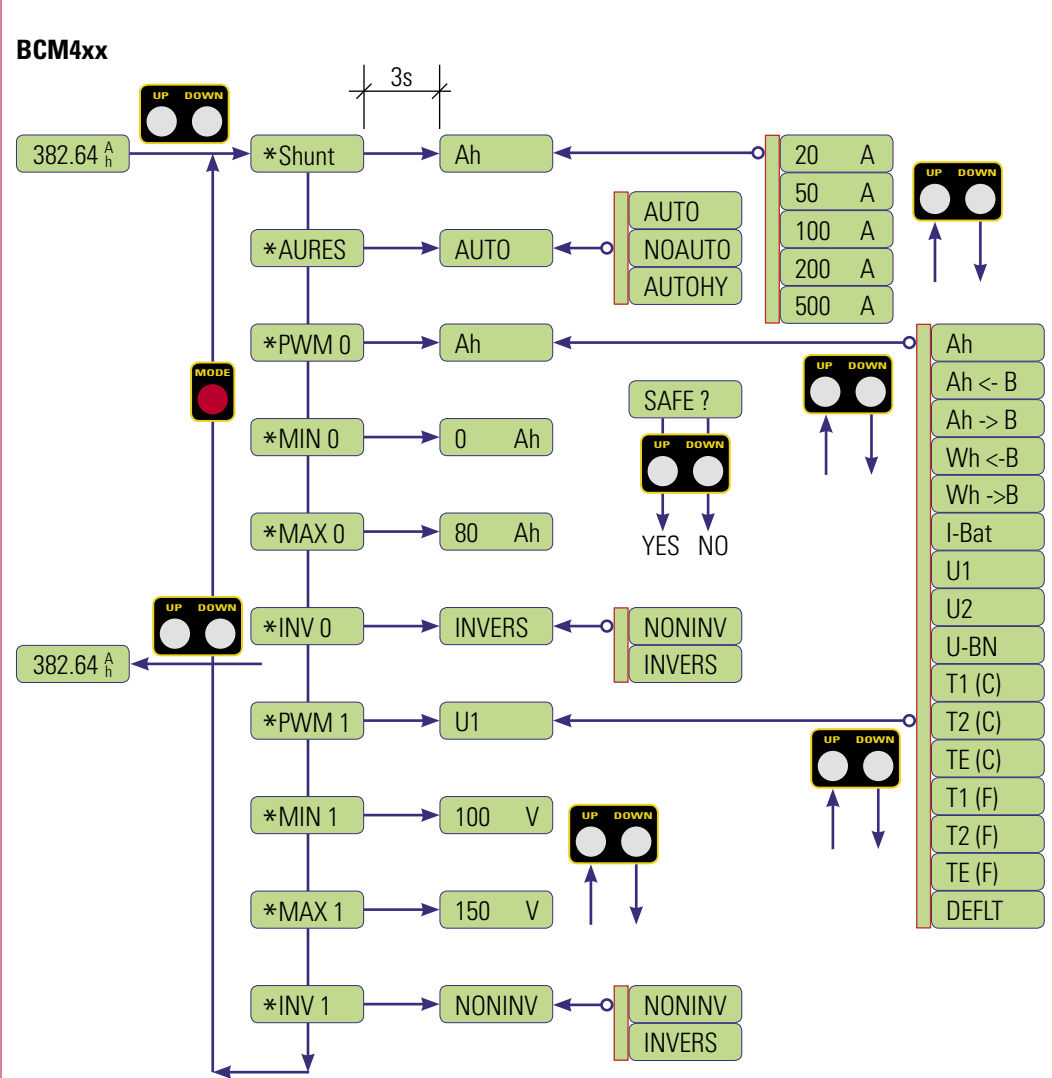 BCM4xx
3s
UP DOWN
382.64 A h
*Shunt
Ah
20 A
50 A
100 A
200 A
500 A
UP DOWN
*AURES
AUTO
AUTO
NOAUTO
AUTOHY
*PWM 0
Ah
UP DOWN
Ah
Ah <- B
Ah -> B
Wh <-B
Wh ->B
I-Bat
U1
U2
U-BN
T1 (C)
T2 (C)
TE (C)
T1 (F)
T2 (F)
TE (F)
DEFLT
MODE
SAFE ?
UP DOWN
YES NO
*MIN 0
0 Ah
*MAX 0
80 Ah
UP DOWN
*INV 0
INVERS
NONINV
INVERS
382.64 A h
*PWM 1
U1
UP DOWN
*MIN 1
100 V
UP DOWN
*MAX 1
150 V
*INV 1
NONINV
NONINV
INVERS